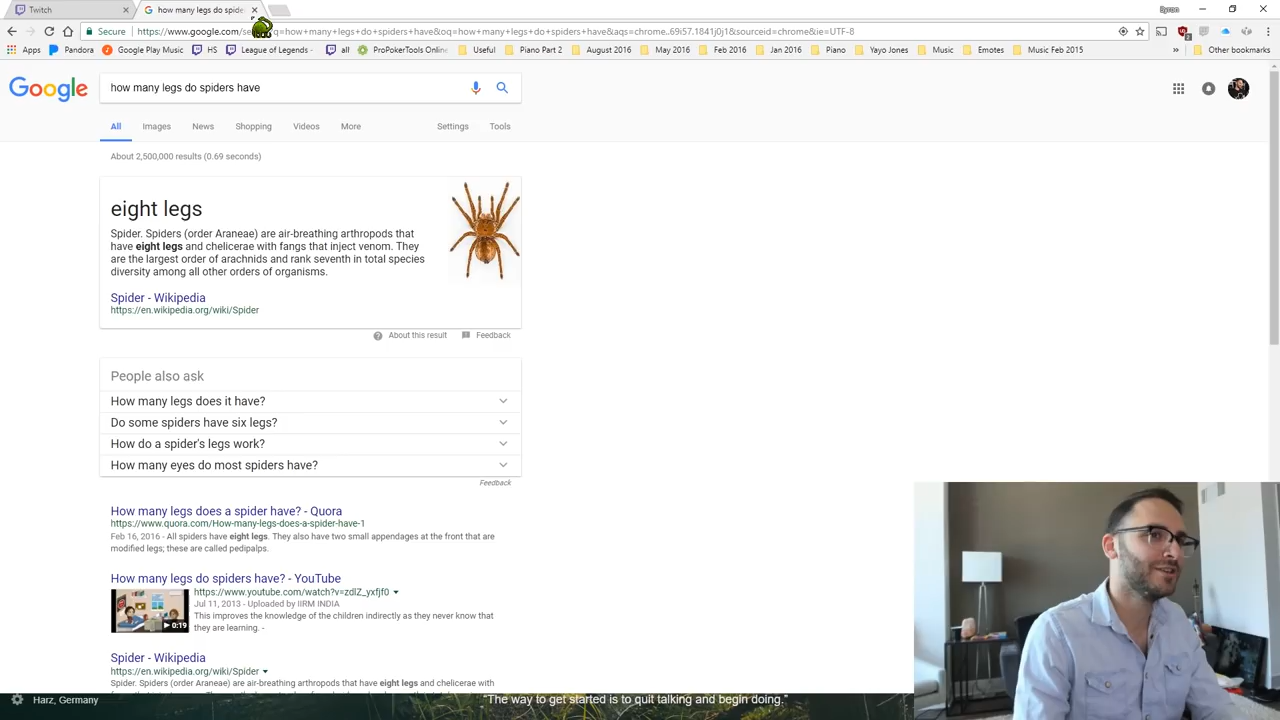 Twitch
how many legs do spide
Byron
Secure
https://www.google.com/se q=how+many+legs+do+spiders+have&oq=how+many+legs+do+spiders+have&aqs=chrome..69i57.1841j0j1&sourceid=chrome&ie=UTF-8
Apps Pandora Google Play Music HS League of Legends - all ProPokerTools Onlin Useful Piano Part 2 August 2016 May 2016 Feb 2016 Jan 2016 Piano Yayo Jones Music Emotes Music Feb 2015 » Other bookmarks
Google
how many legs do spiders have
All Images News Shopping Videos More Settings Tools
About 2,500,000 results (0.69 seconds)
eight legs
Spider. Spiders (order Araneae) are air-breathing arthropods that
have eight legs and chelicerae with fangs that inject venom. They
are the largest order of arachnids and rank seventh in total species
diversity among all other orders of organisms.
Spider - Wikipedia
https://en.wikipedia.org/wiki/Spider
About this result Feedback
People also ask
How many legs does it have?
Do some spiders have six legs?
How do a spider's legs work?
How many eyes do most spiders have?
Feedback
How many legs does a spider have? - Quora
https://www.quora.com/How-many-legs-does-a-spider-have-1
Feb 16, 2016 - All spiders have eight legs. They also have two small appendages at the front that are
modified legs; these are called pedipalps.
How many legs do spiders have? - YouTube
https://www.youtube.com/watch?v=zdlZ_yxfjf0
Jul 11, 2013 - Uploaded by IIRM INDIA
This improves the knowledge of the children indirectly as they never know that
they are learning. -
0:19
Spider - Wikipedia
https://en.wikipedia.org/wiki/Spider
Spider. Spiders (order Araneae) are air-breathing arthropods that have eight legs and chelicerae with
Harz, Germany
"The way to get started is to quit talking and begin doing."